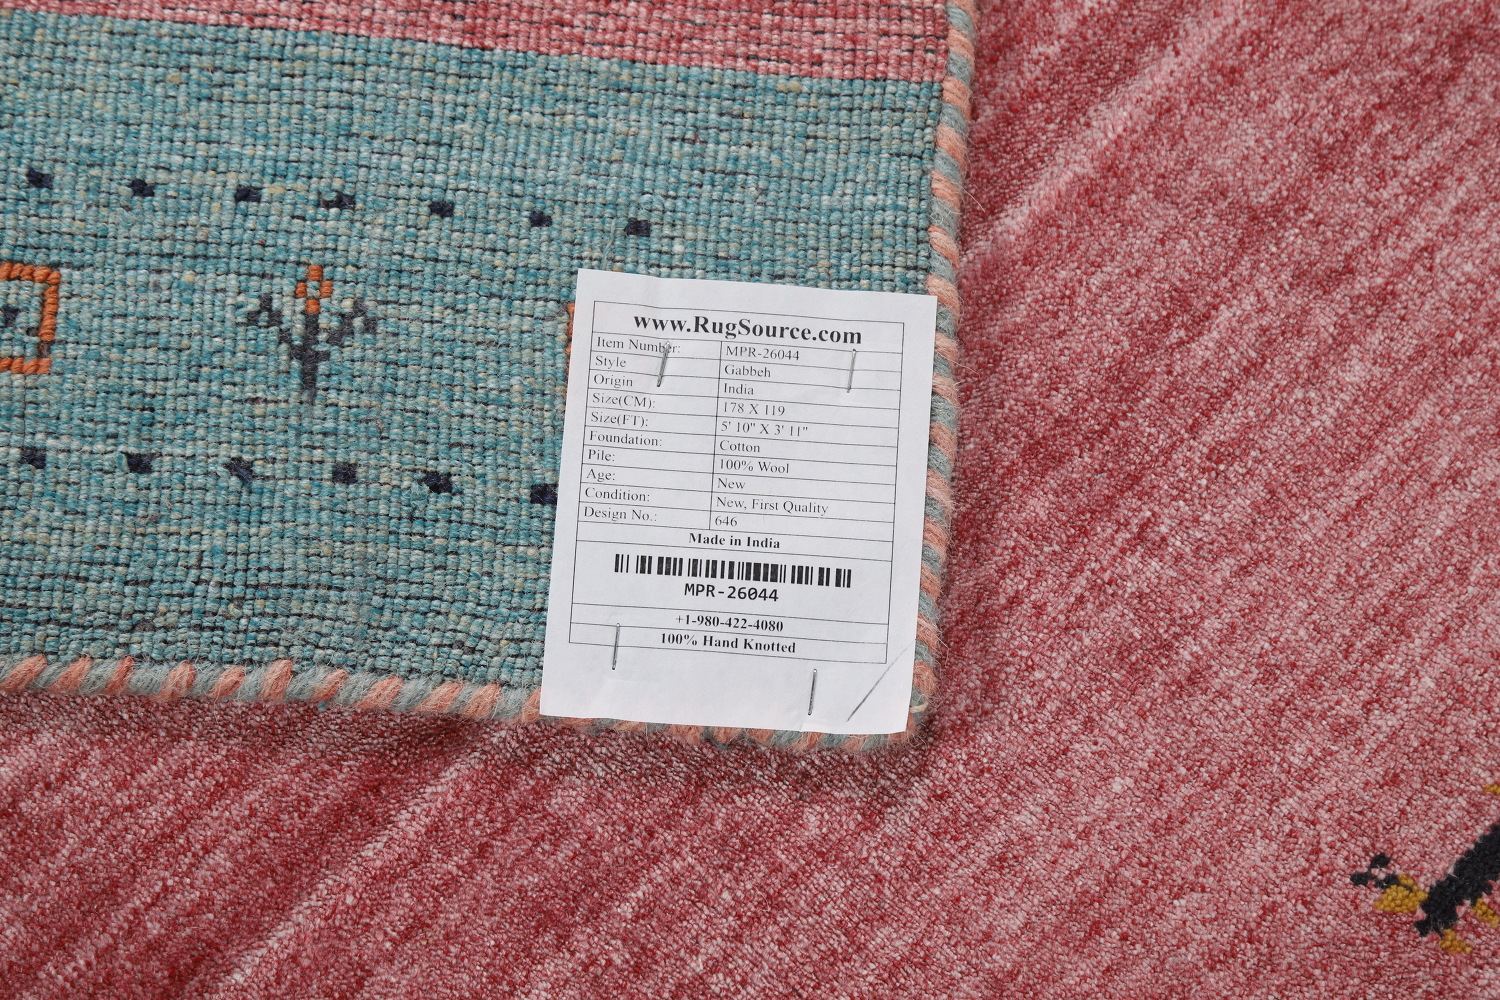 www.RugSource.com
Item Number: MPR-26044
Style Gabbeh
Origin India
Size(CM): 178 X 119
Size(FT): 5' 10" X 3' 11"
Foundation: Cotton
Pile: 100% Wool
Age: New
Condition: New, First Quality
Design No.: 646
Made in India
MPR-26044
+1-980-422-4080
100% Hand Knotted